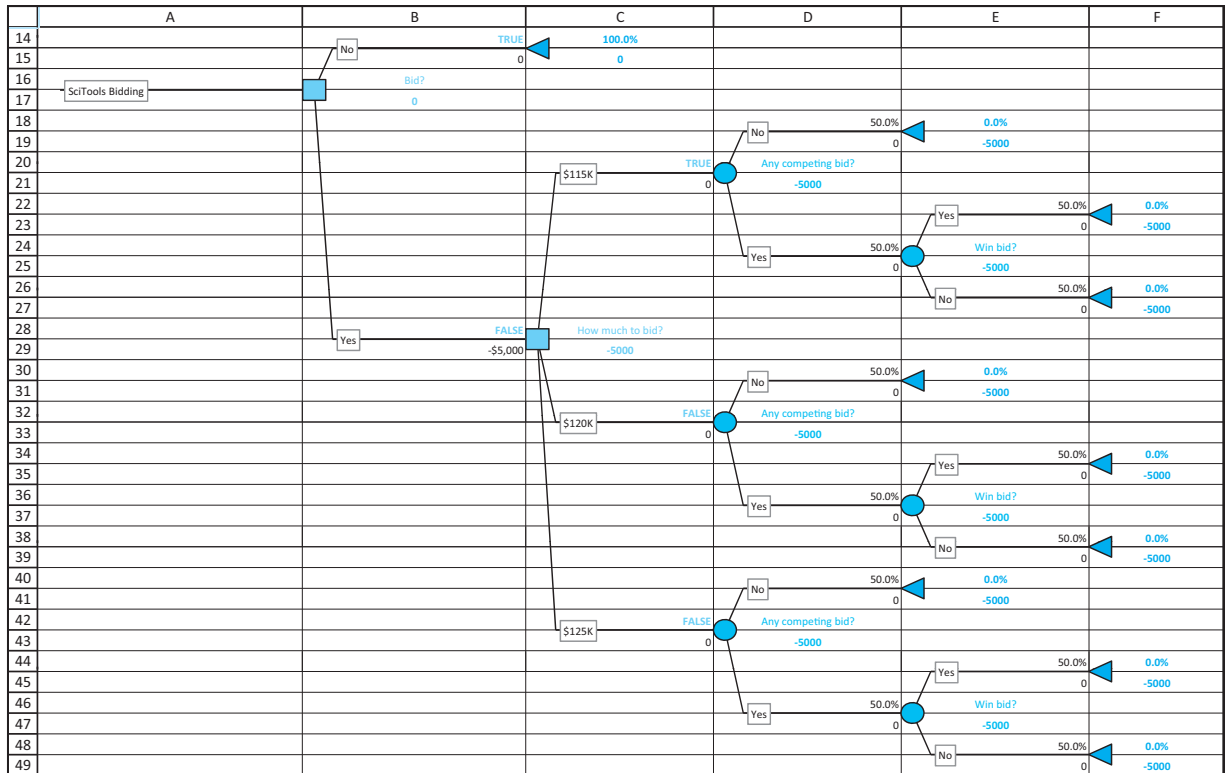 A B C D E F
14 TRUE 100.0%
No
15 0 0
16 Bid?
SciTools Bidding
17 0
18 50.0% 0.0%
No
19 0 -5000
20 TRUE Any competing bid?
$115K
21 0 -5000
22 50.0% 0.0%
Yes
23 0 -5000
24 50.0% Win bid?
Yes
25 0 -5000
26 50.0% 0.0%
No
27 0 -5000
28 FALSE How much to bid?
Yes
29 -$5,000 -5000
30 50.0% 0.0%
No
31 0 -5000
32 FALSE Any competing bid?
$120K
33 0 -5000
34 50.0% 0.0%
Yes
35 0 -5000
36 50.0% Win bid?
Yes
37 0 -5000
38 50.0% 0.0%
No
39 0 -5000
40 50.0% 0.0%
No
41 0 -5000
42 FALSE Any competing bid?
$125K
43 0 -5000
44 50.0% 0.0%
Yes
45 0 -5000
46 50.0% Win bid?
Yes
47 0 -5000
48 50.0% 0.0%
No
49 0 -5000